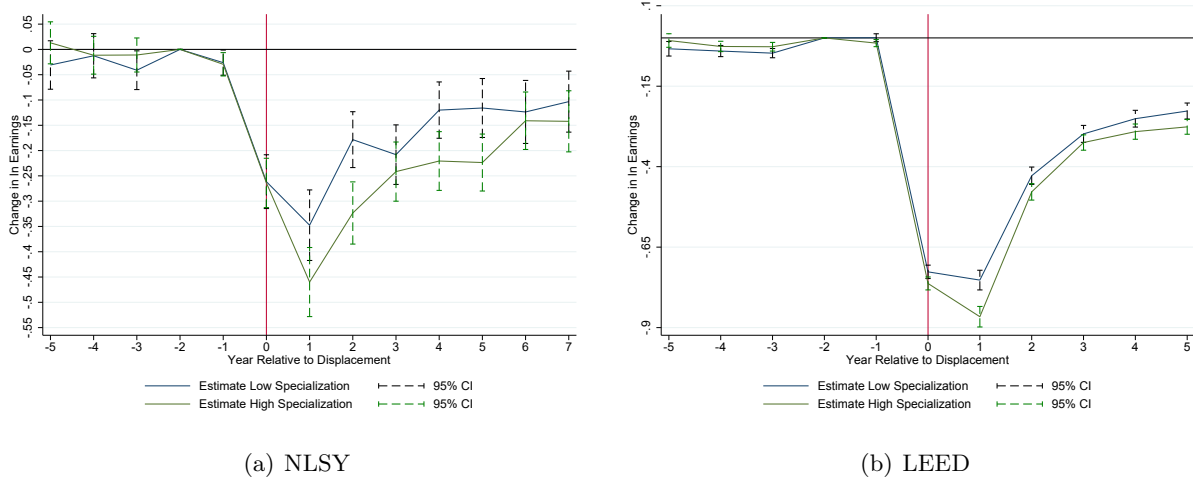 Change in ln Earnings
.05
0
-.05
-.1
-.15
-.2
-.25
-.3
-.35
-.4
-.45
-.5
-.55
-5 -4 -3 -2 -1 0 1 2 3 4 5 6 7
Year Relative to Displacement
Estimate Low Specialization 95% CI
Estimate High Specialization 95% CI
(a) NLSY
Change in ln Earnings
.1
-.15
-.4
-.65
-.9
-5 -4 -3 -2 -1 0 1 2 3 4 5
Year Relative to Displacement
Estimate Low Specialization 95% CI
Estimate High Specialization 95% CI
(b) LEED